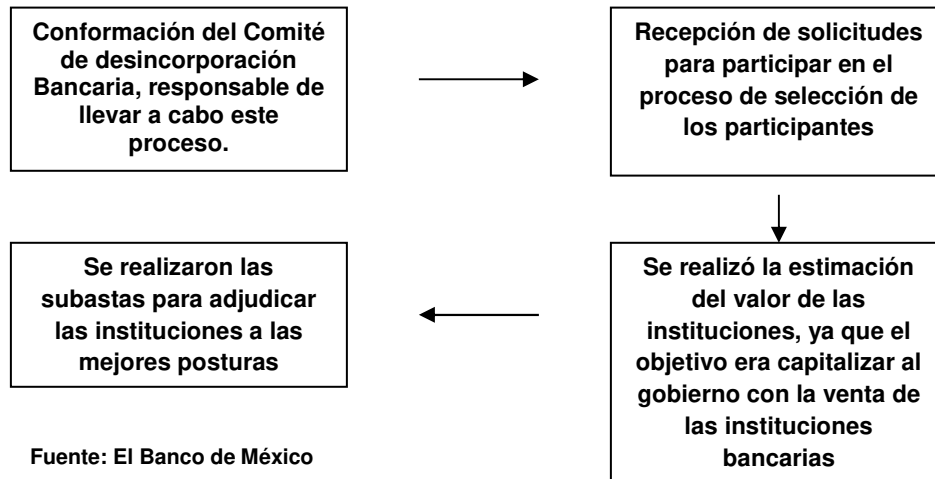 Conformación del Comité
de desincorporación
Bancaria, responsable de
llevar a cabo este
proceso.
Recepción de solicitudes
para participar en el
proceso de selección de
los participantes
Se realizó la estimación
del valor de las
instituciones, ya que el
objetivo era capitalizar al
gobierno con la venta de
las instituciones
bancarias
Se realizaron las
subastas para adjudicar
las instituciones a las
mejores posturas
Fuente: El Banco de México